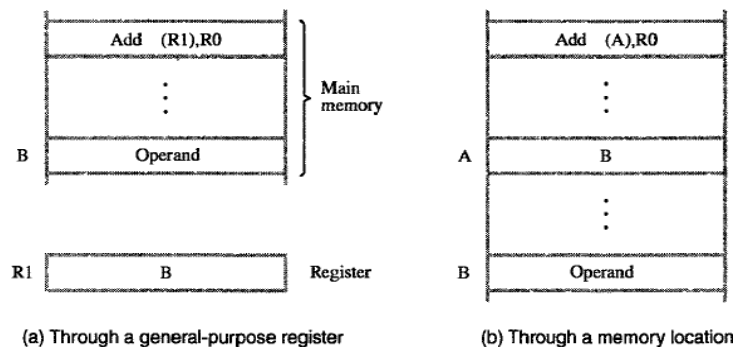 Add (R1),R0
Main
memory
B
Operand
R1
B
Register
(a) Through a general-purpose register
Add (A),R0
A
B
B
Operand
(b) Through a memory location